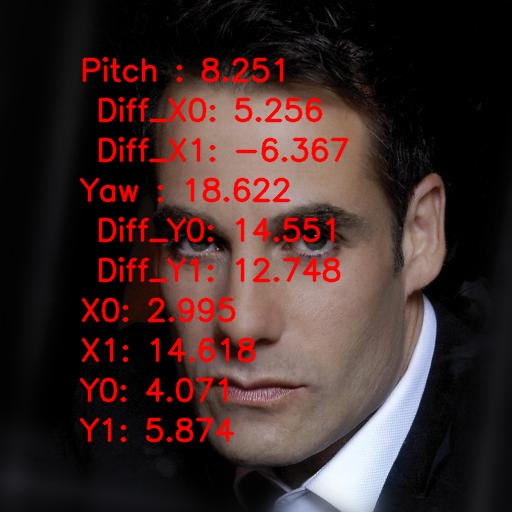 Pitch : 8.251
Diff_X0: 5.256
Diff_X1: -6.367
Yaw : 18.622
Diff_Y0: 14.551
Diff_Y1: 12.748
X0: 2.995
X1: 14.618
Y0: 4.071
Y1: 5.874